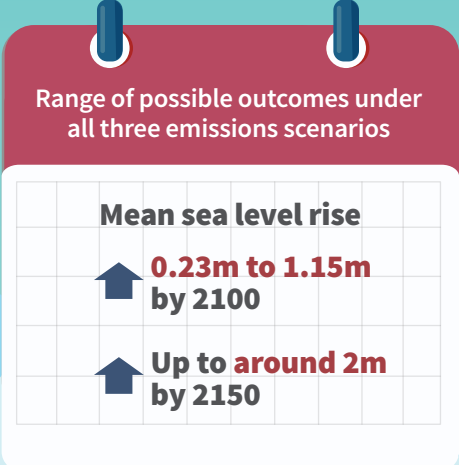 Range of possible outcomes under
all three emissions scenarios
Mean sea level rise
0.23m to 1.15m
by 2100
Up to around 2m
by 2150